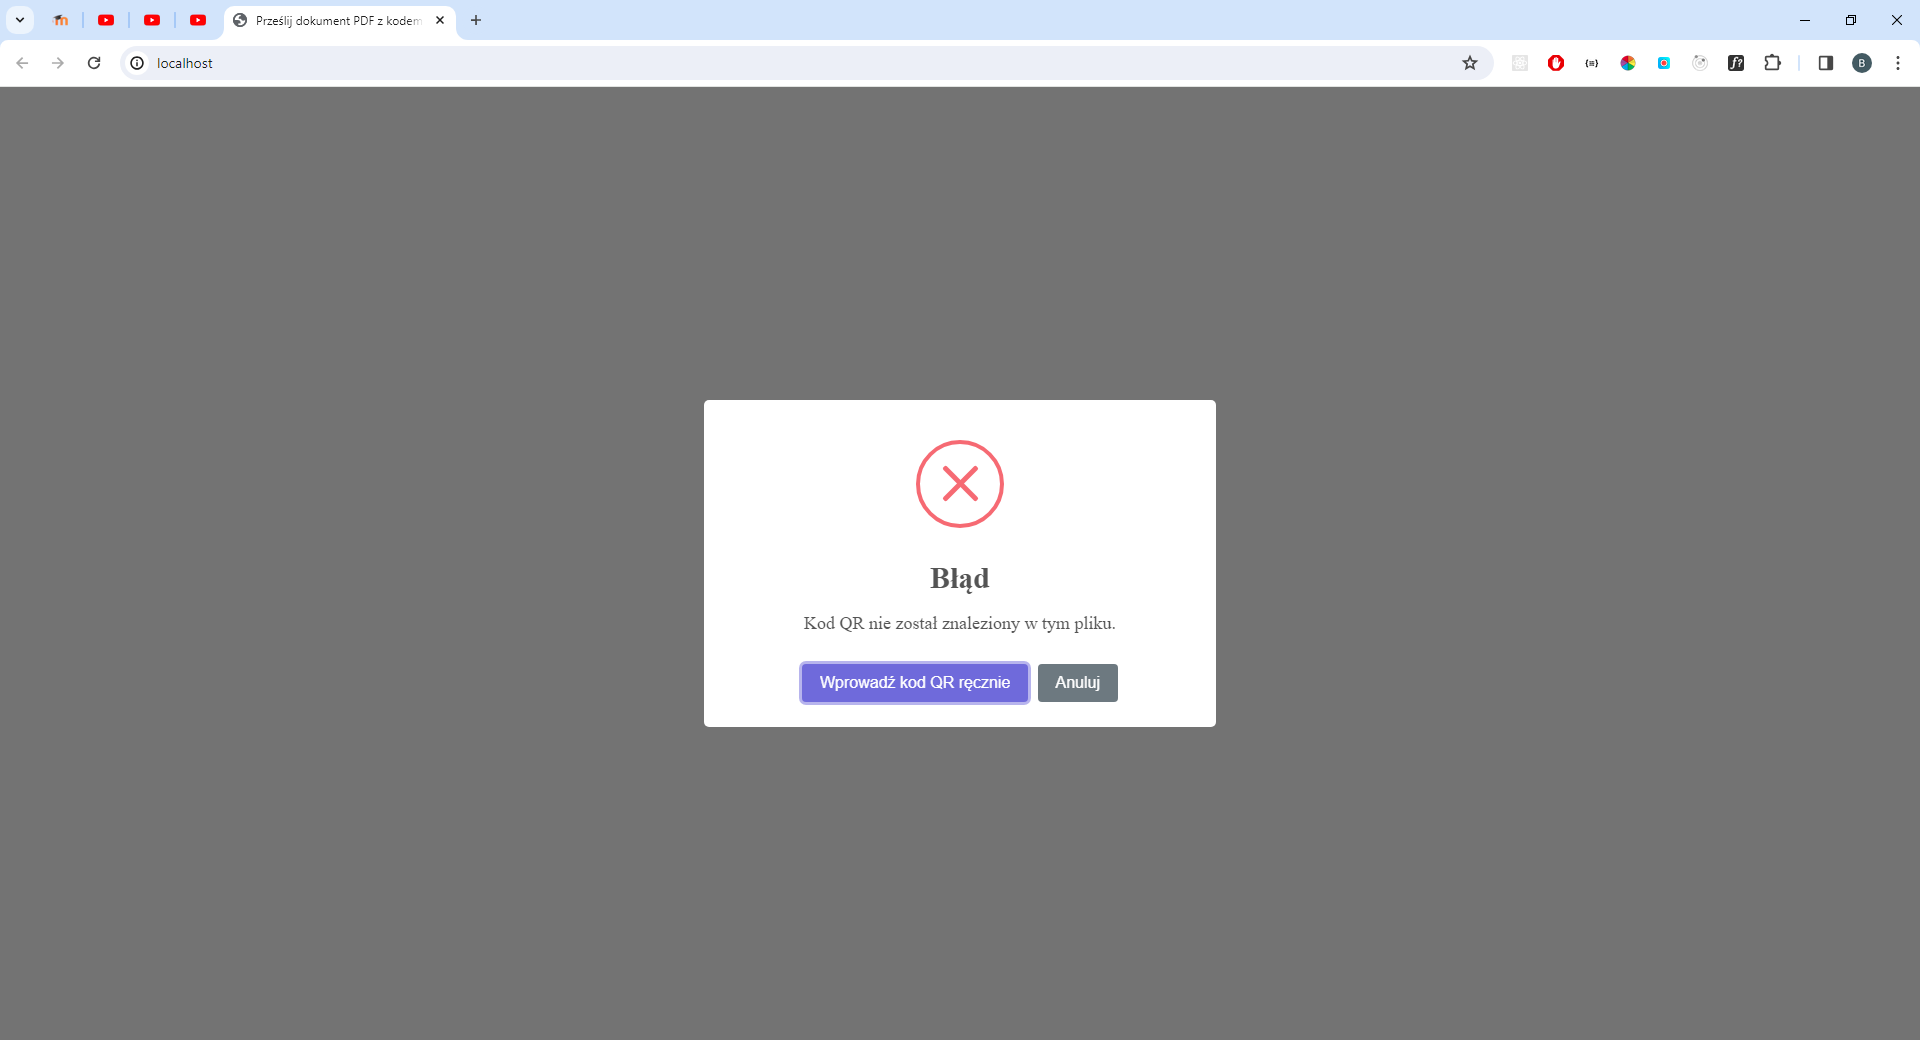 Prześlij dokument PDF z kodem
localhost
B
Błąd
Kod QR nie został znaleziony w tym pliku.
Wprowadź kod QR ręcznie
Anuluj